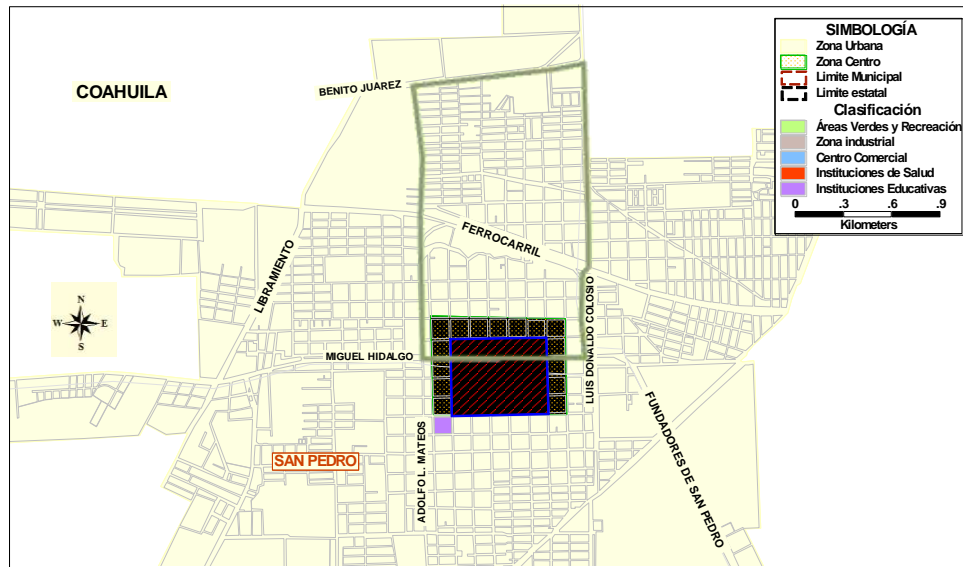 COAHUILA
BENITO JUAREZ
SIMBOLOGÍA
Zona Urbana
Zona Centro
Limite Municipal
Limite estatal
Clasificación
Áreas Verdes y Recreación
Zona industrial
Centro Comercial
Instituciones de Salud
Instituciones Educativas
0 .3 .6 .9
Kilometers
FERROCARRIL
LIBRAMIENTO
LUIS DONALDO COLOSIO
N
W E
S
MIGUEL HIDALGO
FUNDADORES DE SAN PEDRO
ADOLFO L. MATEOS
SAN PEDRO